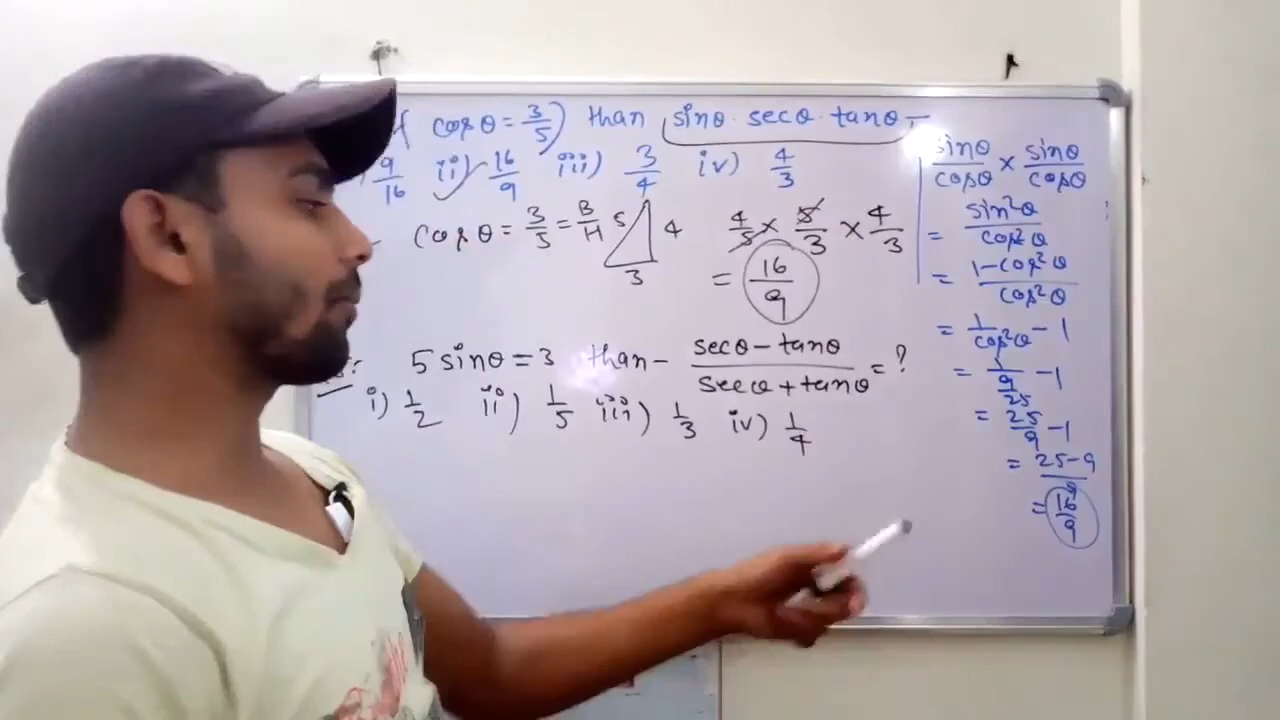 cosθ = 3/5) than sinθ · secθ · tanθ =
9/16 ii) 16/9 iii) 3/4 iv) 4/3
cosθ = 3/5 = B/H 5 4 3
4/5 × 5/3 × 4/3
= 16/9
5 sinθ = 3 than - (secθ - tanθ)/(secθ + tanθ) = ?
i) 1/2 ii) 1/5 iii) 1/3 iv) 1/4
sinθ/cosθ × sinθ/cosθ
= sin²θ/cos²θ
= (1 - cos²θ)/cos²θ
= 1/cos²θ - 1
= 1/(9/25) - 1
= 25/9 - 1
= (25 - 9)/9
= 16/9